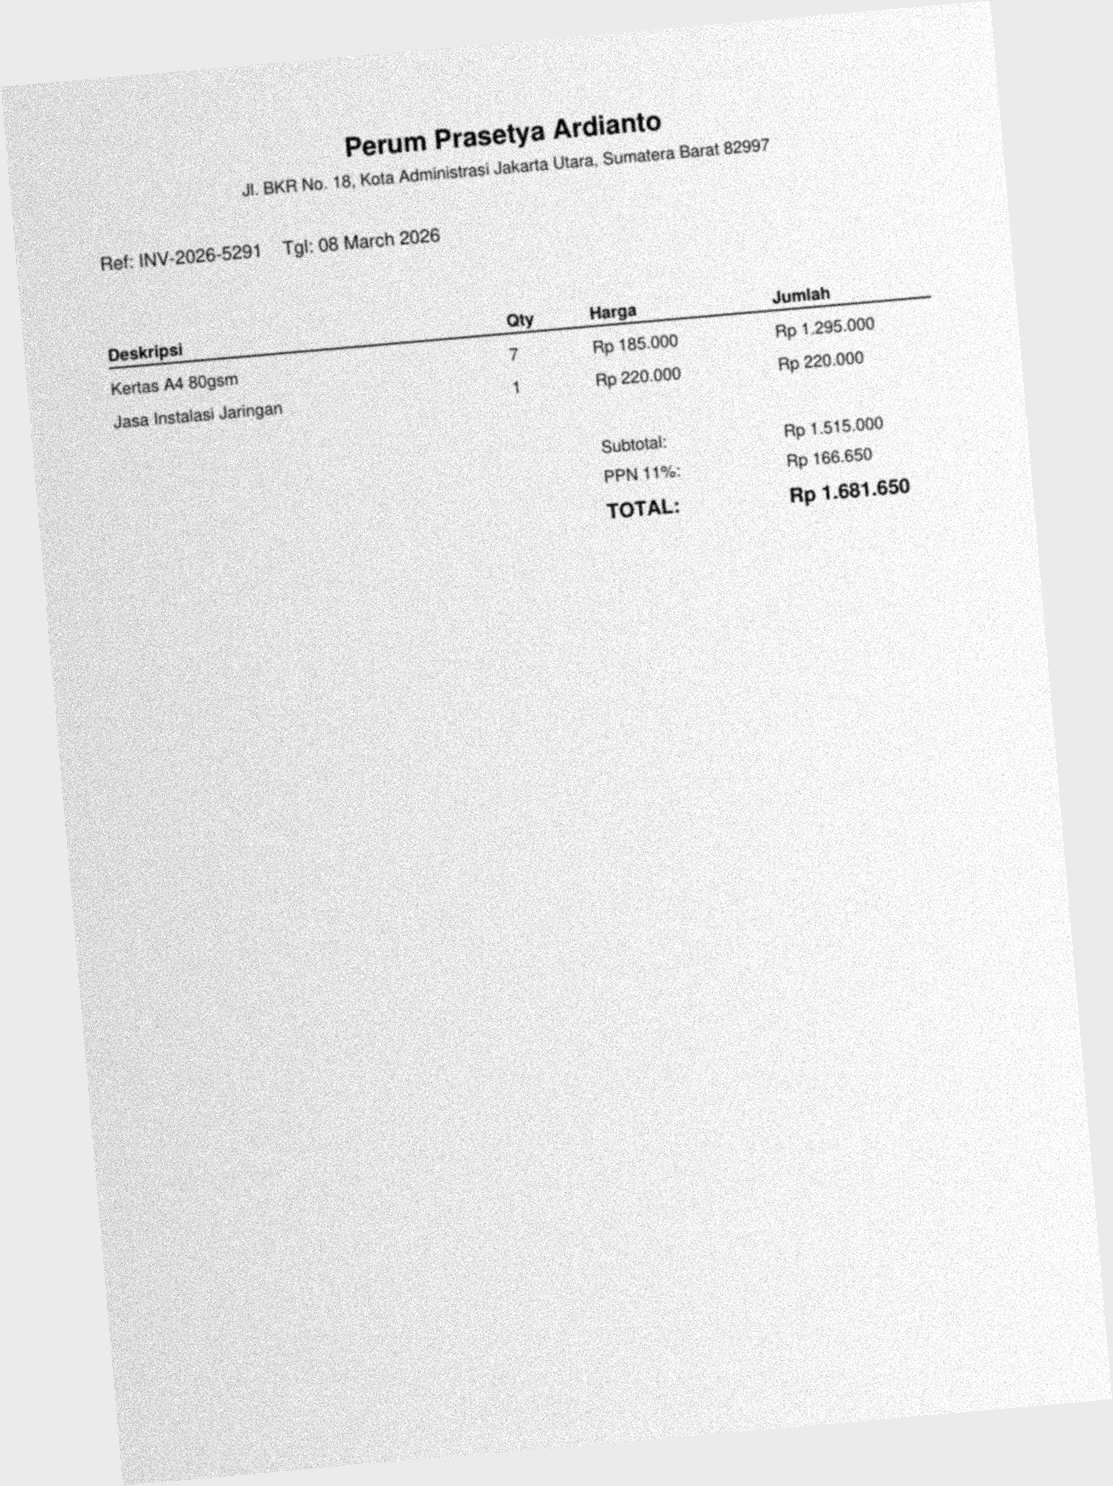 Perum Prasetya Ardianto
Jl. BKR No. 18, Kota Administrasi Jakarta Utara, Sumatera Barat 82997
Ref: INV-2026-5291 Tgl: 08 March 2026
Deskripsi Qty Harga Jumlah
Kertas A4 80gsm 7 Rp 185.000 Rp 1.295.000
Jasa Instalasi Jaringan 1 Rp 220.000 Rp 220.000
Subtotal: Rp 1.515.000
PPN 11%: Rp 166.650
TOTAL: Rp 1.681.650